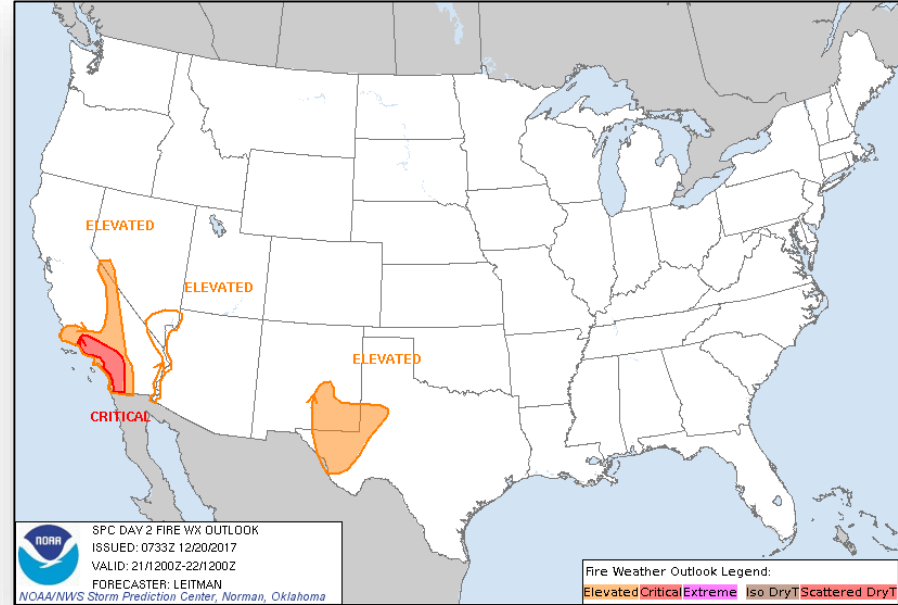 ELEVATED
ELEVATED
ELEVATED
CRITICAL
NOAA
SPC DAY 2 FIRE WX OUTLOOK
ISSUED: 0733Z 12/20/2017
VALID: 21/1200Z-22/1200Z
FORECASTER: LEITMAN
NOAA/NWS Storm Prediction Center, Norman, Oklahoma
Fire Weather Outlook Legend:
Elevated Critical Extreme Iso DryT Scattered DryT